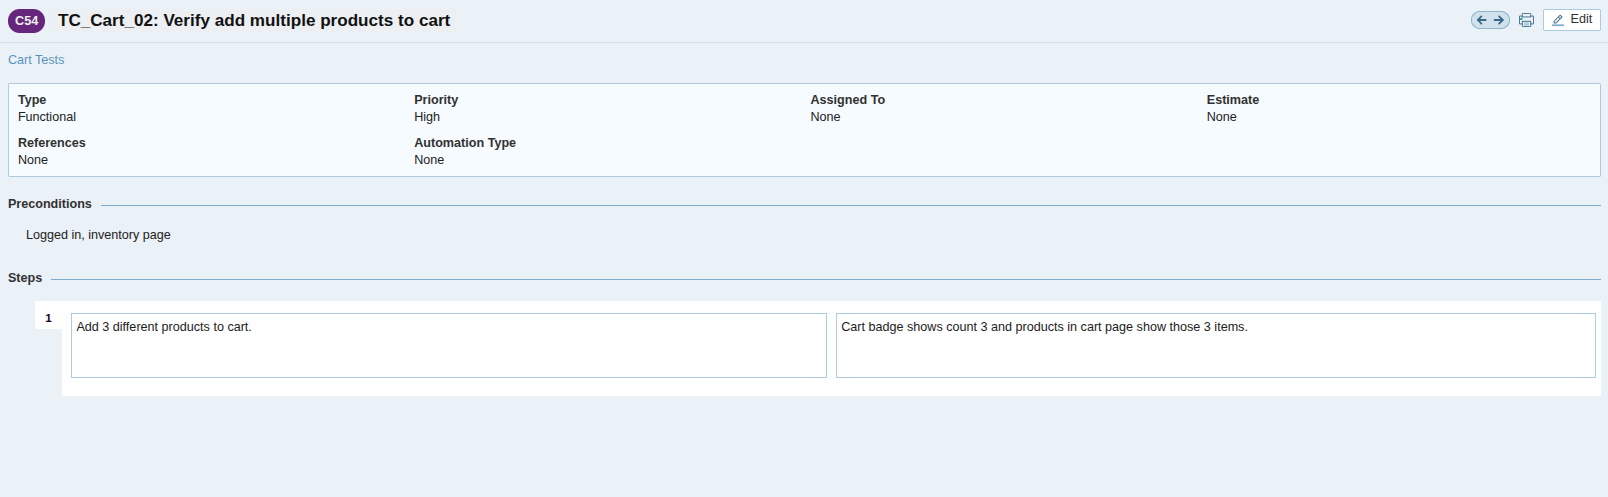 C54 TC_Cart_02: Verify add multiple products to cart Edit
Cart Tests
Type Priority Assigned To Estimate
Functional High None None
References Automation Type
None None
Preconditions
Logged in, inventory page
Steps
1 Add 3 different products to cart. Cart badge shows count 3 and products in cart page show those 3 items.